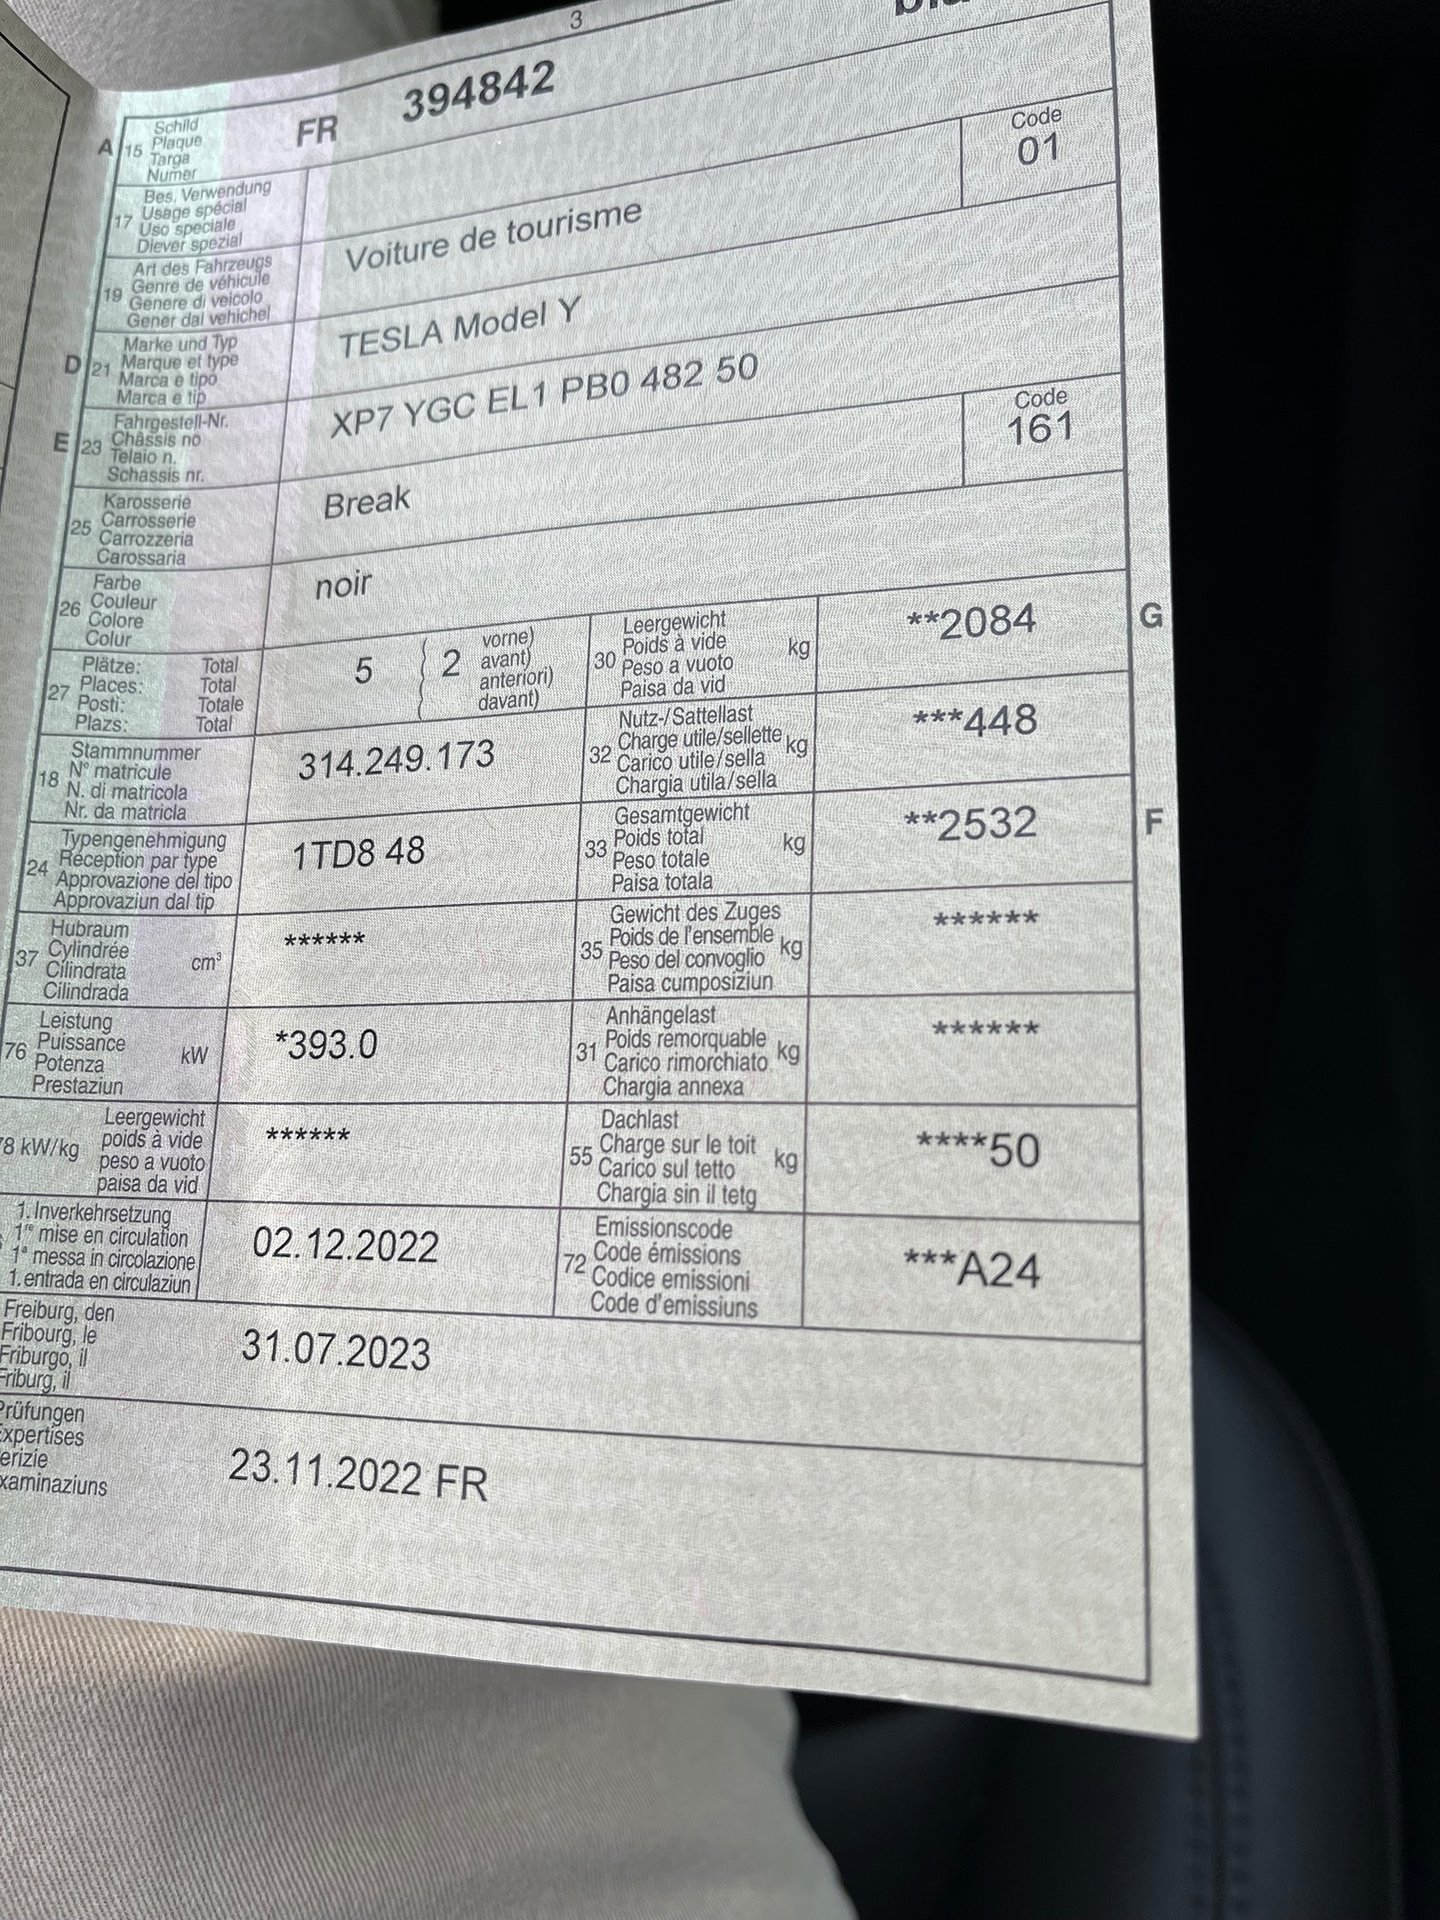 3
A 15 Schild
Plaque
Targa
Numer
FR 394842
17 Bes. Verwendung
Usage spécial
Uso speciale
Diever spezial
19 Art des Fahrzeugs
Genre de véhicule
Genere di veicolo
Gener dal vehichel
Voiture de tourisme
Code
01
D 21 Marke und Typ
Marque et type
Marca e tipo
Marca e tip
TESLA Model Y
E 23 Fahrgestell-Nr.
Châssis no
Telaio n.
Schassis nr.
XP7 YGC EL1 PB0 482 50
25 Karosserie
Carrosserie
Carrozzeria
Carossaria
Break
Code
161
26 Farbe
Couleur
Colore
Colur
noir
27 Plätze: Total
Places: Total
Posti: Totale
Plazs: Total
5 ( 2 vorne)
avant)
anteriori)
davant)
30 Leergewicht
Poids à vide kg
Peso a vuoto
Paisa da vid
**2084 G
18 Stammnummer
N° matricule
N. di matricola
Nr. da matricla
314.249.173
32 Nutz-/Sattellast
Charge utile/sellette kg
Carico utile/sella
Chargia utila/sella
***448
24 Typengenehmigung
Réception par type
Approvazione del tipo
Approvaziun dal tip
1TD8 48
33 Gesamtgewicht
Poids total kg
Peso totale
Paisa totala
**2532 F
37 Hubraum
Cylindrée cm³
Cilindrata
Cilindrada
******
35 Gewicht des Zuges
Poids de l'ensemble kg
Peso del convoglio
Paisa cumposiziun
******
76 Leistung
Puissance kW
Potenza
Prestaziun
*393.0
31 Anhängelast
Poids remorquable kg
Carico rimorchiato
Chargia annexa
******
78 kW/kg Leergewicht
poids à vide
peso a vuoto
paisa da vid
******
55 Dachlast
Charge sur le toit kg
Carico sul tetto
Chargia sin il tetg
****50
1. Inverkehrsetzung
1re mise en circulation
1a messa in circolazione
1. entrada en circulaziun
02.12.2022
72 Emissionscode
Code émissions
Codice emissioni
Code d'emissiuns
***A24
Freiburg, den
Fribourg, le
Friburgo, il
Friburg, il
31.07.2023
Prüfungen
Expertises
erizie
xaminaziuns
23.11.2022 FR